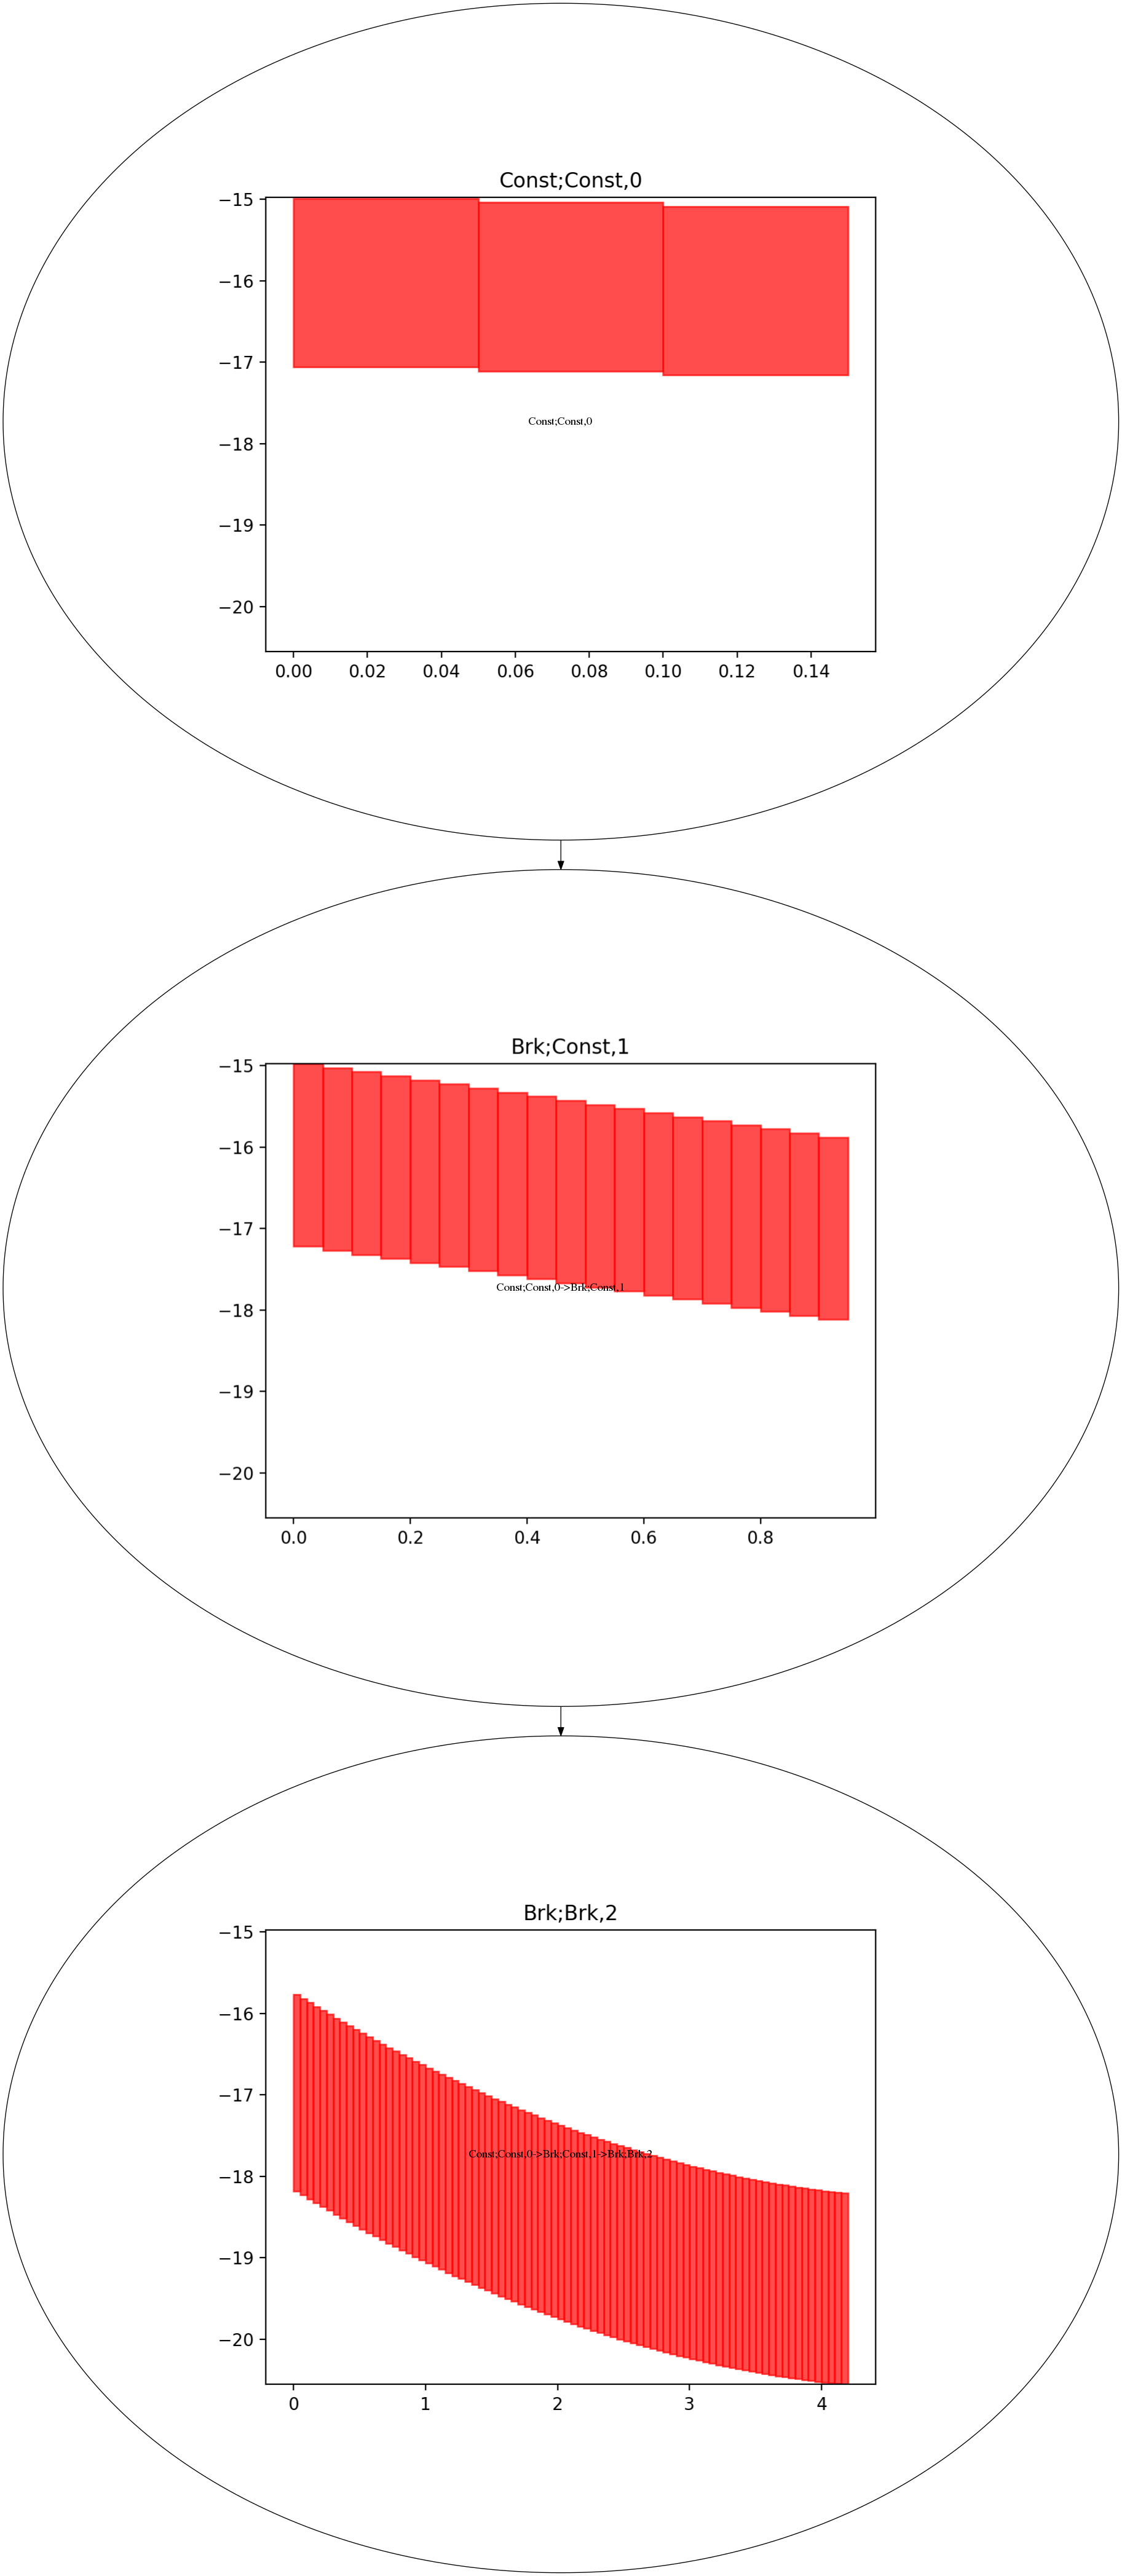 Const;Const,0
−15
−16
−17
Const;Const,0
−18
−19
−20
0.00 0.02 0.04 0.06 0.08 0.10 0.12 0.14
Brk;Const,1
−15
−16
−17
Const;Const,0->Brk;Const,1
−18
−19
−20
0.0 0.2 0.4 0.6 0.8
Brk;Brk,2
−15
−16
−17
Const;Const,0->Brk;Const,1->Brk;Brk,2
−18
−19
−20
0 1 2 3 4